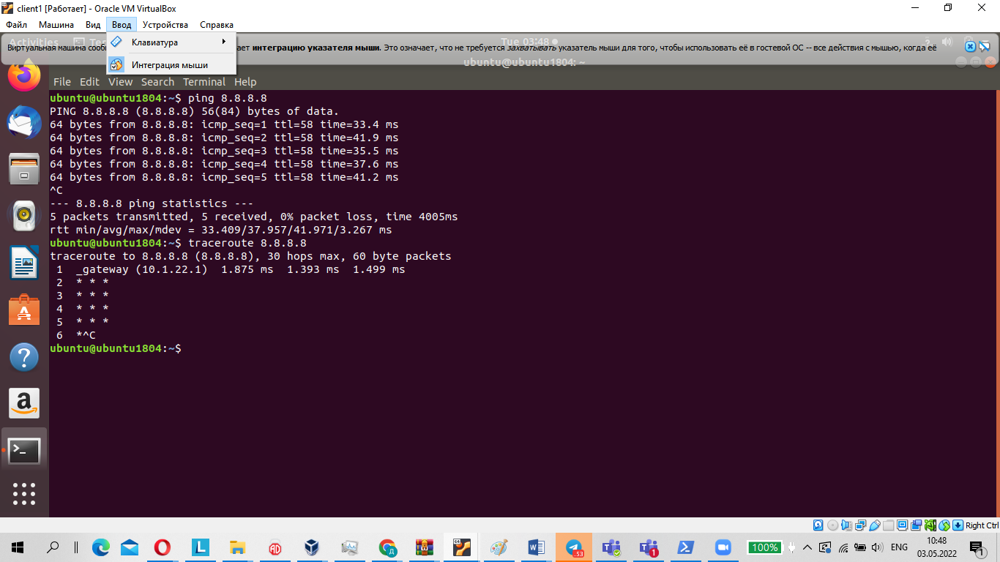 client1 [Работает] - Oracle VM VirtualBox
Файл Машина Вид Ввод Устройства Справка
Activities Tue 03:48
Клавиатура
Виртуальная машина ает интеграцию указателя мыши. Это означает, что не требуется захватывать указатель мыши для того, чтобы использовать её в гостевой ОС -- все действия с мышью, когда её
Интеграция мыши
ubuntu@ubuntu1804: ~
File Edit View Search Terminal Help
ubuntu@ubuntu1804:~$ ping 8.8.8.8
PING 8.8.8.8 (8.8.8.8) 56(84) bytes of data.
64 bytes from 8.8.8.8: icmp_seq=1 ttl=58 time=33.4 ms
64 bytes from 8.8.8.8: icmp_seq=2 ttl=58 time=41.9 ms
64 bytes from 8.8.8.8: icmp_seq=3 ttl=58 time=35.5 ms
64 bytes from 8.8.8.8: icmp_seq=4 ttl=58 time=37.6 ms
64 bytes from 8.8.8.8: icmp_seq=5 ttl=58 time=41.2 ms
^C
--- 8.8.8.8 ping statistics ---
5 packets transmitted, 5 received, 0% packet loss, time 4005ms
rtt min/avg/max/mdev = 33.409/37.957/41.971/3.267 ms
ubuntu@ubuntu1804:~$ traceroute 8.8.8.8
traceroute to 8.8.8.8 (8.8.8.8), 30 hops max, 60 byte packets
1 _gateway (10.1.22.1) 1.875 ms 1.393 ms 1.499 ms
2 * * *
3 * * *
4 * * *
5 * * *
6 *^C
ubuntu@ubuntu1804:~$
Right Ctrl
100% ENG 10:48
03.05.2022